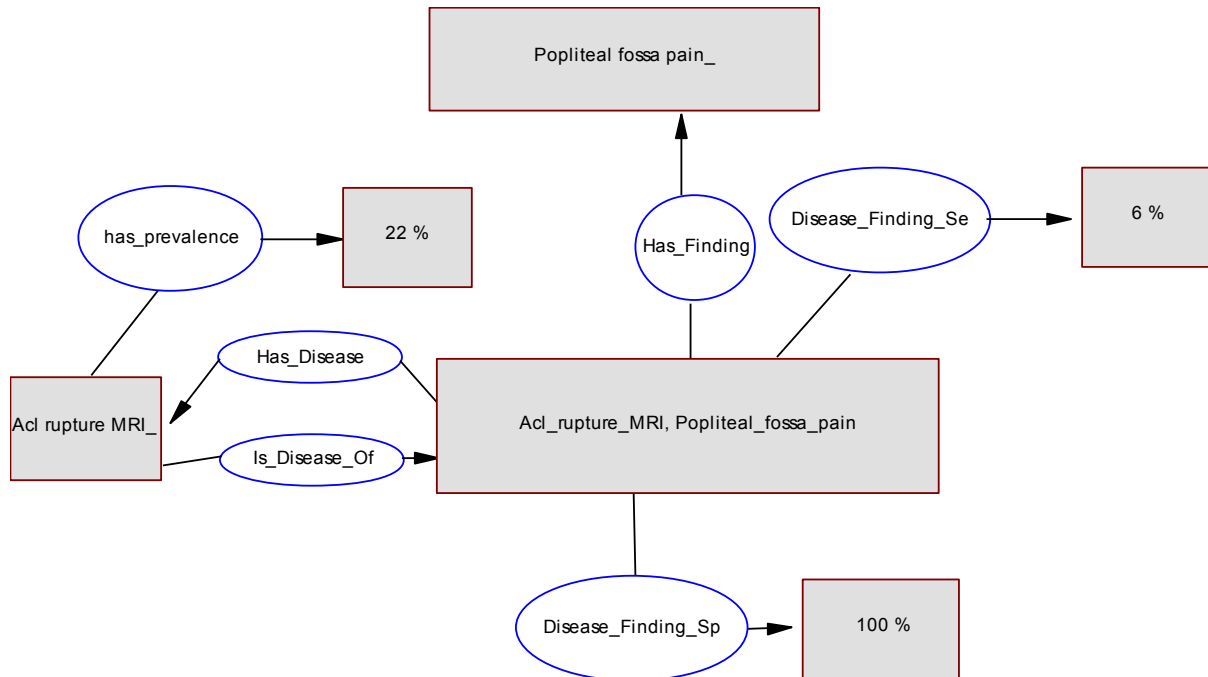 Popliteal fossa pain_
has_prevalence
22 %
Has_Finding
Disease_Finding_Se
6 %
Has_Disease
Acl rupture MRI_
Acl_rupture_MRI, Popliteal_fossa_pain
Is_Disease_Of
Disease_Finding_Sp
100 %